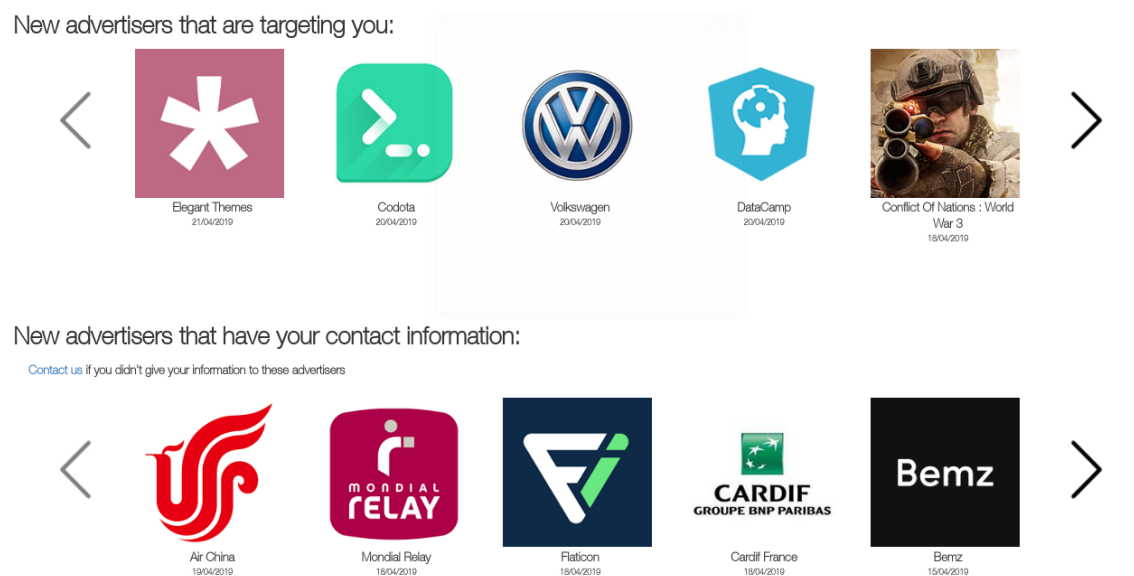 New advertisers that are targeting you:
Elegant Themes
21/04/2019
Codota
20/04/2019
Volkswagen
20/04/2019
DataCamp
20/04/2019
Conflict Of Nations : World
War 3
18/04/2019
New advertisers that have your contact information:
Contact us if you didn't give your information to these advertisers
MONDIAL
RELAY
CARDIF
GROUPE BNP PARIBAS
Bemz
Air China
19/04/2019
Mondial Relay
18/04/2019
Flaticon
18/04/2019
Cardif France
18/04/2019
Bemz
15/04/2019